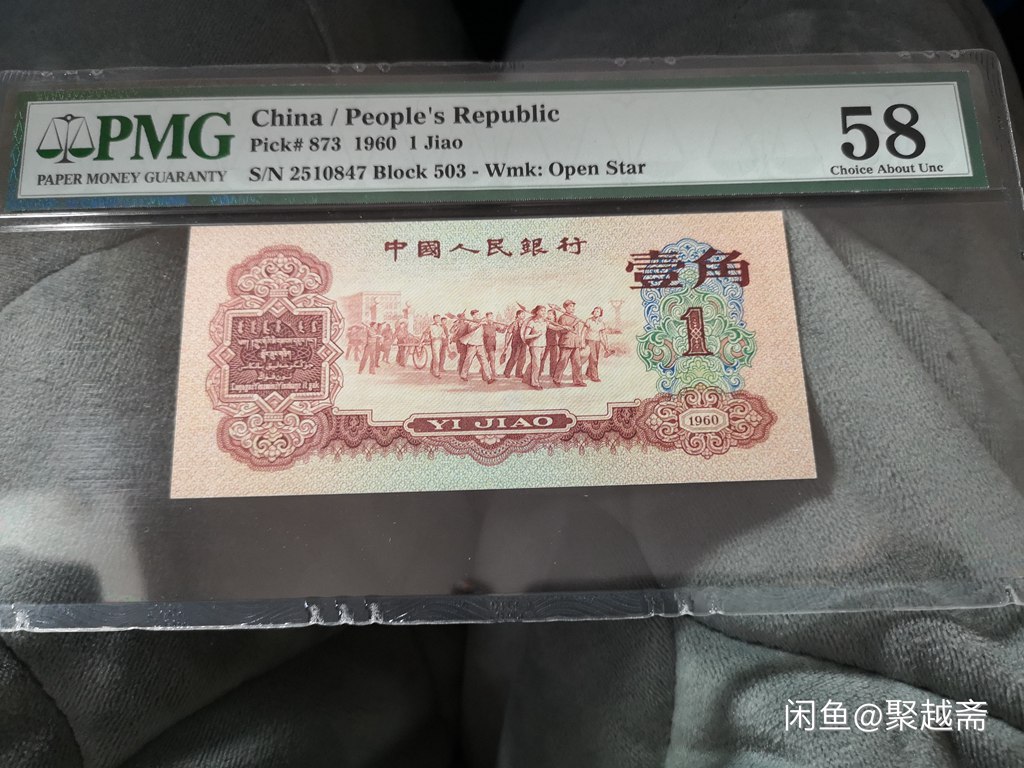 PMG
PAPER MONEY GUARANTY
China / People's Republic
Pick# 873 1960 1 Jiao
S/N 2510847 Block 503 - Wmk: Open Star
58
Choice About Unc
中國人民銀行
壹角
1
YI JIAO
1960
闲鱼@聚越斋